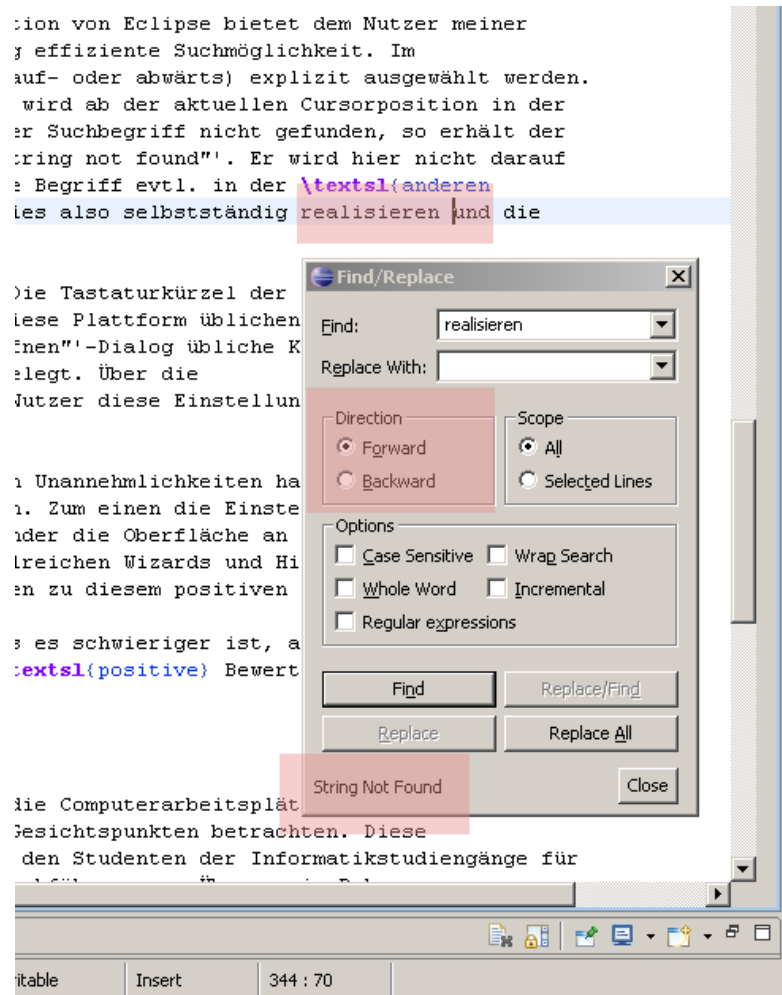 tion von Eclipse bietet dem Nutzer meiner
g effiziente Suchmöglichkeit. Im
auf- oder abwärts) explizit ausgewählt werden.
wird ab der aktuellen Cursorposition in der
er Suchbegriff nicht gefunden, so erhält der
tring not found"'. Er wird hier nicht darauf
e Begriff evtl. in der \textsl{anderen
ies also selbstständig realisieren und die
Die Tastaturkürzel der
iese Plattform üblichen
fnen"'-Dialog übliche K
elegt. Über die
Nutzer diese Einstellun
n Unannehmlichkeiten ha
n. Zum einen die Einste
nder die Oberfläche an
lreichen Wizards und Hi
en zu diesem positiven
s es schwieriger ist, a
textsl{positive} Bewert
die Computerarbeitsplät
Gesichtspunkten betrachten. Diese
den Studenten der Informatikstudiengänge für
Find/Replace
Find: realisieren
Replace With:
Direction
Forward
Backward
Scope
All
Selected Lines
Options
Case Sensitive Wrap Search
Whole Word Incremental
Regular expressions
Find Replace/Find
Replace Replace All
String Not Found Close
ritable Insert 344 : 70